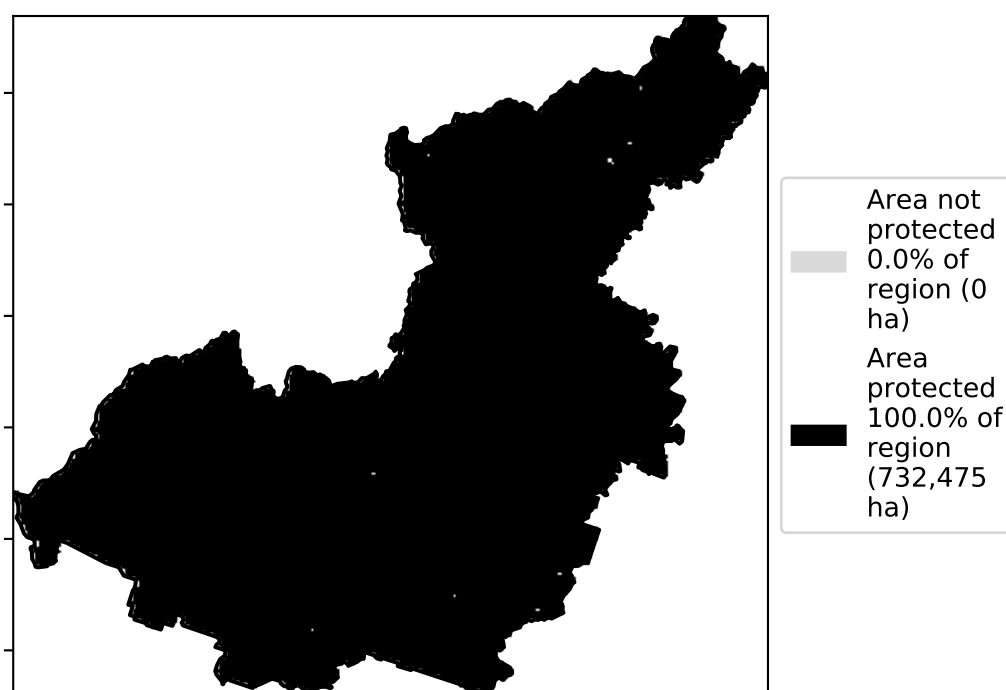 Area not
protected
0.0% of
region (0
ha)
Area
protected
100.0% of
region
(732,475
ha)